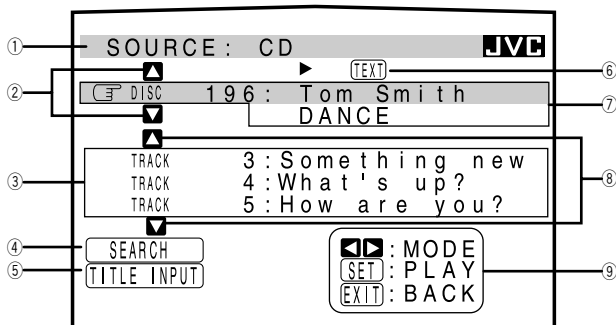 ① SOURCE: CD JVC
▶ TEXT ⑥
②
☞ DISC 196: Tom Smith ⑦
DANCE
③ TRACK 3:Something new
TRACK 4:What's up?
TRACK 5:How are you?
⑧
④ SEARCH
⑤ TITLE INPUT
◀▶: MODE
SET: PLAY ⑨
EXIT: BACK